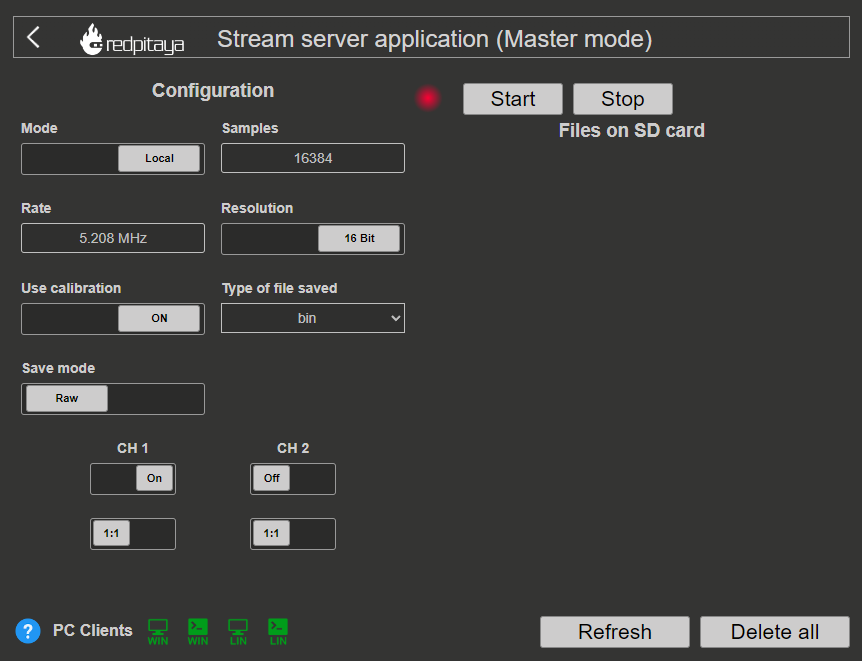 redpitaya Stream server application (Master mode)
Configuration
Start Stop
Files on SD card
Mode Samples
Local 16384
Rate Resolution
5.208 MHz 16 Bit
Use calibration Type of file saved
ON bin
Save mode
Raw
CH 1 CH 2
On Off
1:1 1:1
? PC Clients WIN WIN LIN LIN Refresh Delete all